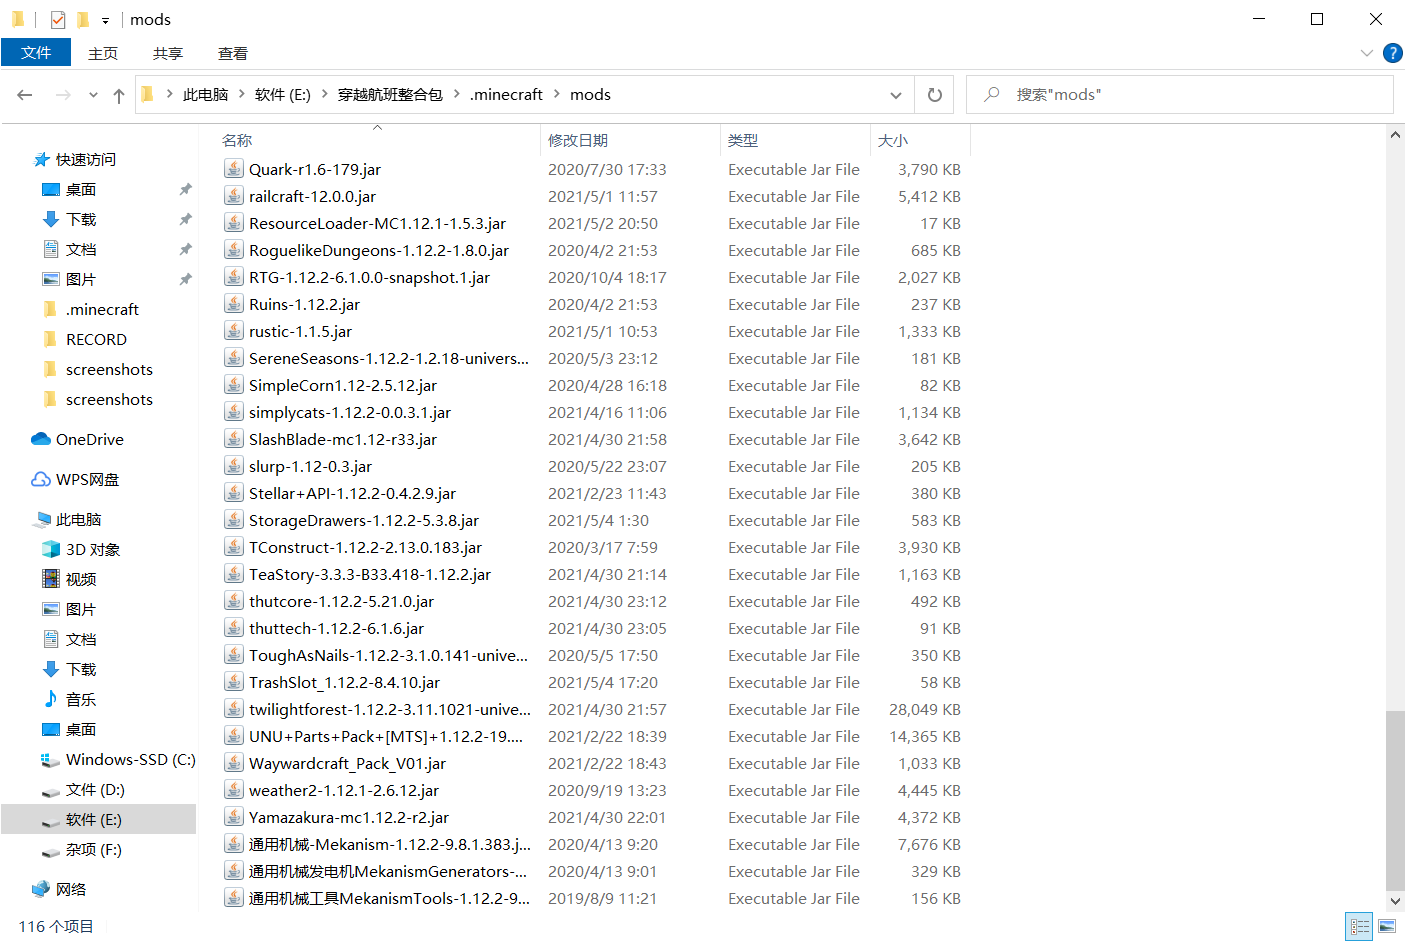 mods
文件 主页 共享 查看
此电脑 软件 (E:) 穿越航班整合包 .minecraft mods
搜索"mods"
快速访问
桌面
下载
文档
图片
.minecraft
RECORD
screenshots
screenshots
OneDrive
WPS网盘
此电脑
3D 对象
视频
图片
文档
下载
音乐
桌面
Windows-SSD (C:)
文件 (D:)
软件 (E:)
杂项 (F:)
网络
名称 修改日期 类型 大小
Quark-r1.6-179.jar 2020/7/30 17:33 Executable Jar File 3,790 KB
railcraft-12.0.0.jar 2021/5/1 11:57 Executable Jar File 5,412 KB
ResourceLoader-MC1.12.1-1.5.3.jar 2021/5/2 20:50 Executable Jar File 17 KB
RoguelikeDungeons-1.12.2-1.8.0.jar 2020/4/2 21:53 Executable Jar File 685 KB
RTG-1.12.2-6.1.0.0-snapshot.1.jar 2020/10/4 18:17 Executable Jar File 2,027 KB
Ruins-1.12.2.jar 2020/4/2 21:53 Executable Jar File 237 KB
rustic-1.1.5.jar 2021/5/1 10:53 Executable Jar File 1,333 KB
SereneSeasons-1.12.2-1.2.18-univers... 2020/5/3 23:12 Executable Jar File 181 KB
SimpleCorn1.12-2.5.12.jar 2020/4/28 16:18 Executable Jar File 82 KB
simplycats-1.12.2-0.0.3.1.jar 2021/4/16 11:06 Executable Jar File 1,134 KB
SlashBlade-mc1.12-r33.jar 2021/4/30 21:58 Executable Jar File 3,642 KB
slurp-1.12-0.3.jar 2020/5/22 23:07 Executable Jar File 205 KB
Stellar+API-1.12.2-0.4.2.9.jar 2021/2/23 11:43 Executable Jar File 380 KB
StorageDrawers-1.12.2-5.3.8.jar 2021/5/4 1:30 Executable Jar File 583 KB
TConstruct-1.12.2-2.13.0.183.jar 2020/3/17 7:59 Executable Jar File 3,930 KB
TeaStory-3.3.3-B33.418-1.12.2.jar 2021/4/30 21:14 Executable Jar File 1,163 KB
thutcore-1.12.2-5.21.0.jar 2021/4/30 23:12 Executable Jar File 492 KB
thuttech-1.12.2-6.1.6.jar 2021/4/30 23:05 Executable Jar File 91 KB
ToughAsNails-1.12.2-3.1.0.141-unive... 2020/5/5 17:50 Executable Jar File 350 KB
TrashSlot_1.12.2-8.4.10.jar 2021/5/4 17:20 Executable Jar File 58 KB
twilightforest-1.12.2-3.11.1021-unive... 2021/4/30 21:57 Executable Jar File 28,049 KB
UNU+Parts+Pack+[MTS]+1.12.2-19.... 2021/2/22 18:39 Executable Jar File 14,365 KB
Waywardcraft_Pack_V01.jar 2021/2/22 18:43 Executable Jar File 1,033 KB
weather2-1.12.1-2.6.12.jar 2020/9/19 13:23 Executable Jar File 4,445 KB
Yamazakura-mc1.12.2-r2.jar 2021/4/30 22:01 Executable Jar File 4,372 KB
通用机械-Mekanism-1.12.2-9.8.1.383.j... 2020/4/13 9:20 Executable Jar File 7,676 KB
通用机械发电机MekanismGenerators-... 2020/4/13 9:01 Executable Jar File 329 KB
通用机械工具MekanismTools-1.12.2-9... 2019/8/9 11:21 Executable Jar File 156 KB
116 个项目